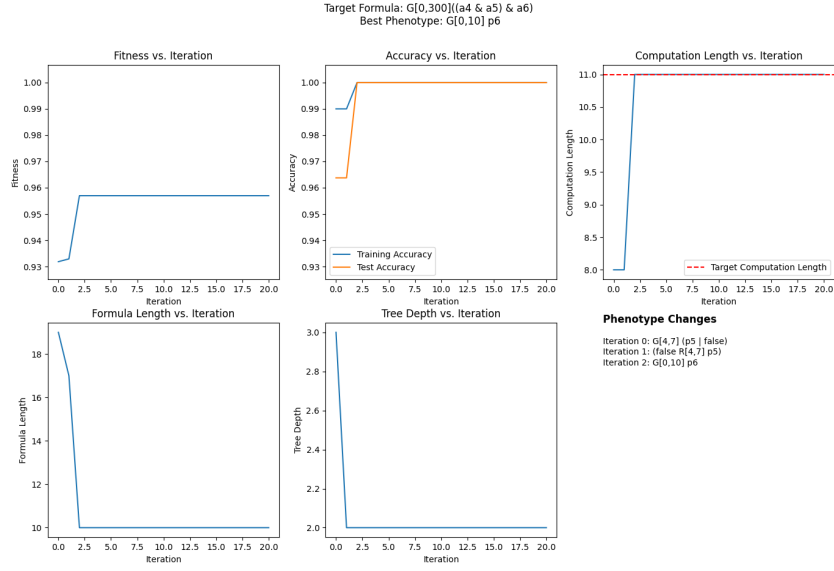 Target Formula: G[0,300]((a4 & a5) & a6)
Best Phenotype: G[0,10] p6
Fitness vs. Iteration
1.00
0.99
0.98
0.97
0.96
0.95
0.94
0.93
Fitness
0.0 2.5 5.0 7.5 10.0 12.5 15.0 17.5 20.0
Iteration
Accuracy vs. Iteration
1.00
0.99
0.98
0.97
0.96
0.95
0.94
0.93
Accuracy
Training Accuracy
Test Accuracy
0.0 2.5 5.0 7.5 10.0 12.5 15.0 17.5 20.0
Iteration
Computation Length vs. Iteration
11.0
10.5
10.0
9.5
9.0
8.5
8.0
Computation Length
Target Computation Length
0.0 2.5 5.0 7.5 10.0 12.5 15.0 17.5 20.0
Iteration
Formula Length vs. Iteration
18
16
14
12
10
Formula Length
0.0 2.5 5.0 7.5 10.0 12.5 15.0 17.5 20.0
Iteration
Tree Depth vs. Iteration
3.0
2.8
2.6
2.4
2.2
2.0
Tree Depth
0.0 2.5 5.0 7.5 10.0 12.5 15.0 17.5 20.0
Iteration
Phenotype Changes
Iteration 0: G[4,7] (p5 | false)
Iteration 1: (false R[4,7] p5)
Iteration 2: G[0,10] p6